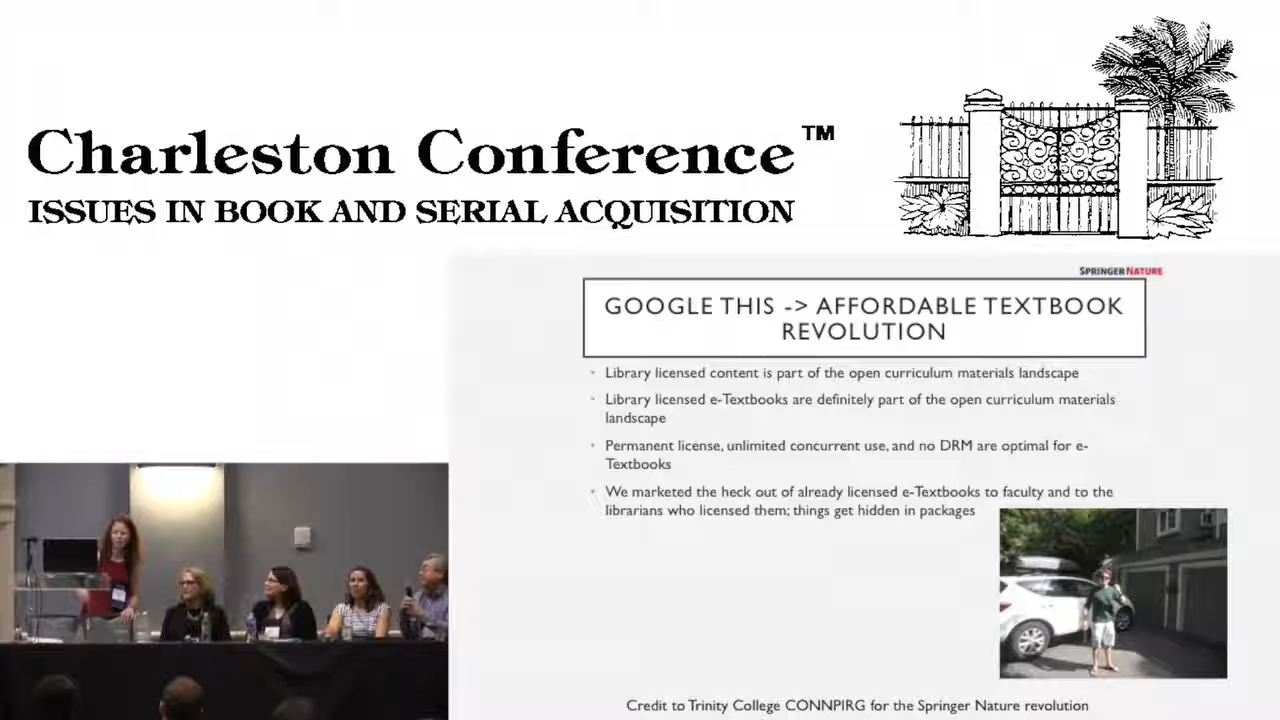 Charleston Conference™
ISSUES IN BOOK AND SERIAL ACQUISITION
SPRINGER NATURE
GOOGLE THIS -> AFFORDABLE TEXTBOOK
REVOLUTION
Library licensed content is part of the open curriculum materials landscape
Library licensed e-Textbooks are definitely part of the open curriculum materials
landscape
Permanent license, unlimited concurrent use, and no DRM are optimal for e-
Textbooks
We marketed the heck out of already licensed e-Textbooks to faculty and to the
librarians who licensed them; things get hidden in packages
Credit to Trinity College CONNPIRG for the Springer Nature revolution